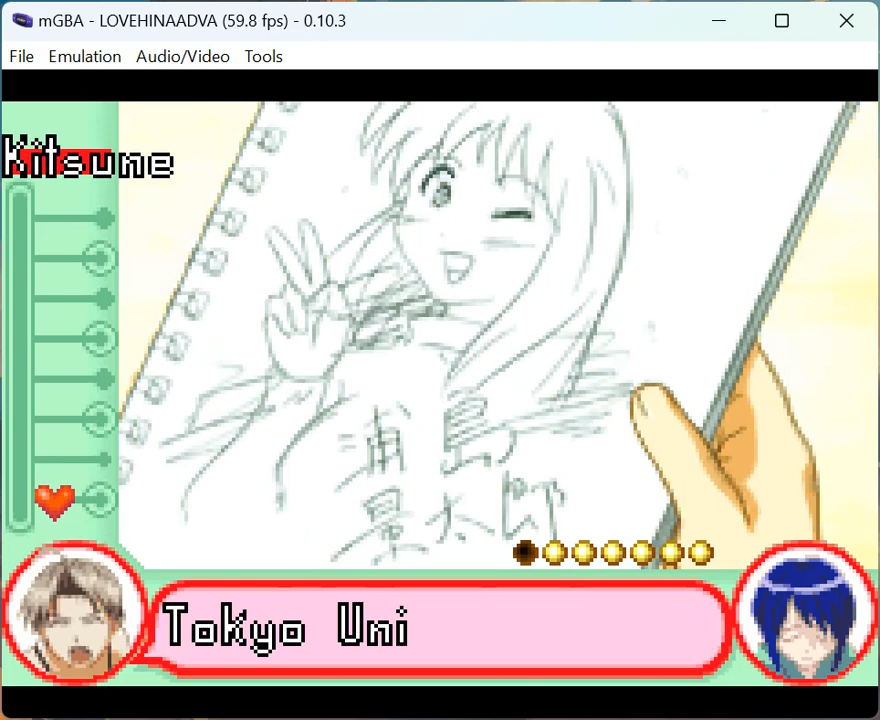 mGBA - LOVEHINAADVA (59.8 fps) - 0.10.3
File Emulation Audio/Video Tools
Kitsune
浦島
景太郎
Tokyo Uni